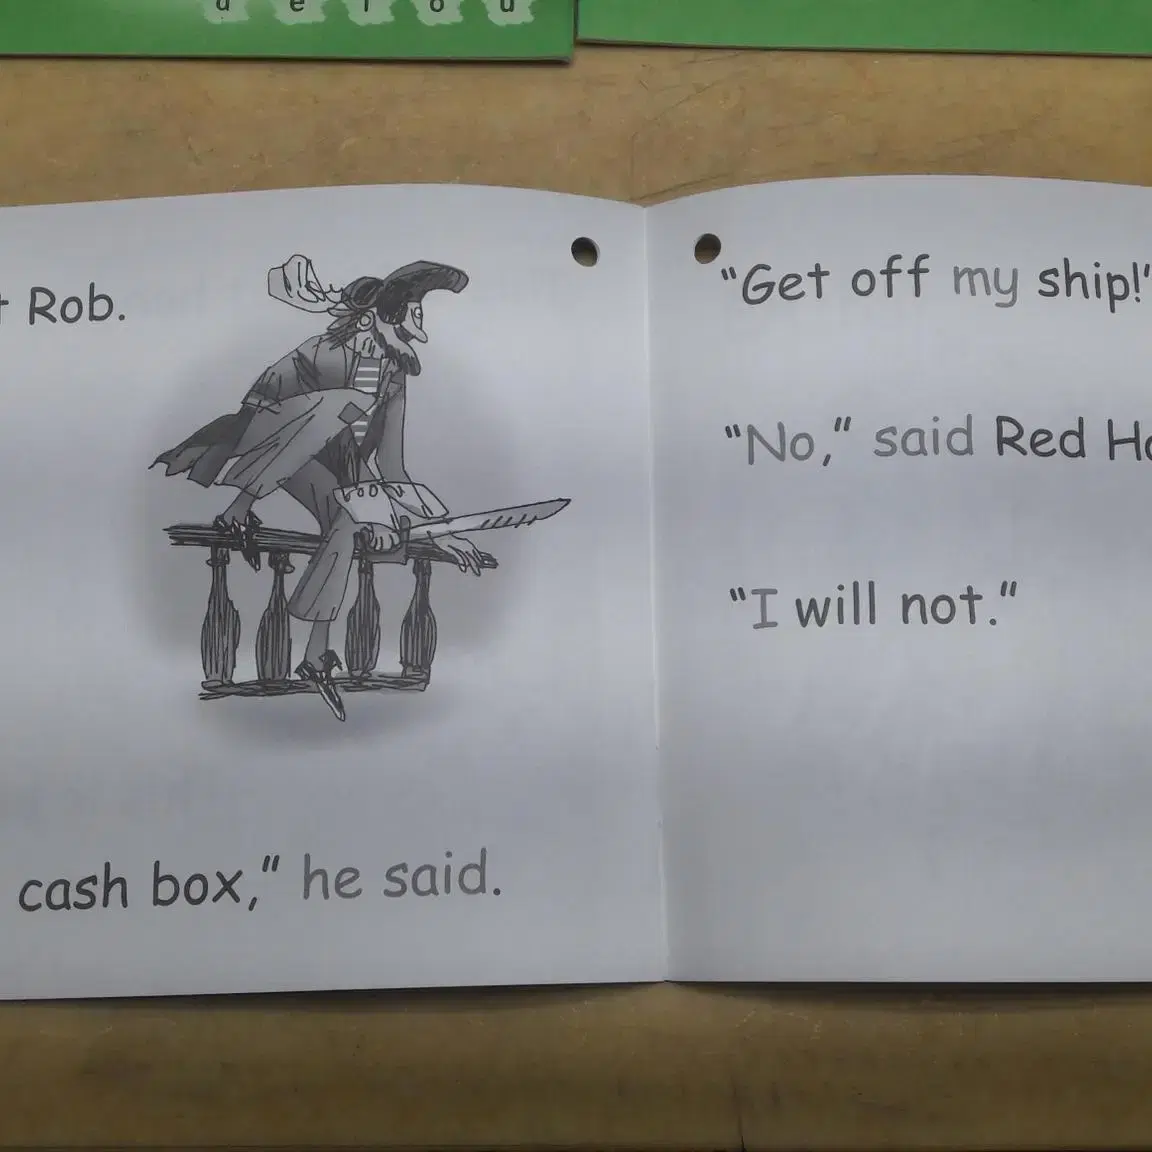 a e i o u
Rob.
cash box," he said.
"Get off my ship!"
"No," said Red
"I will not."